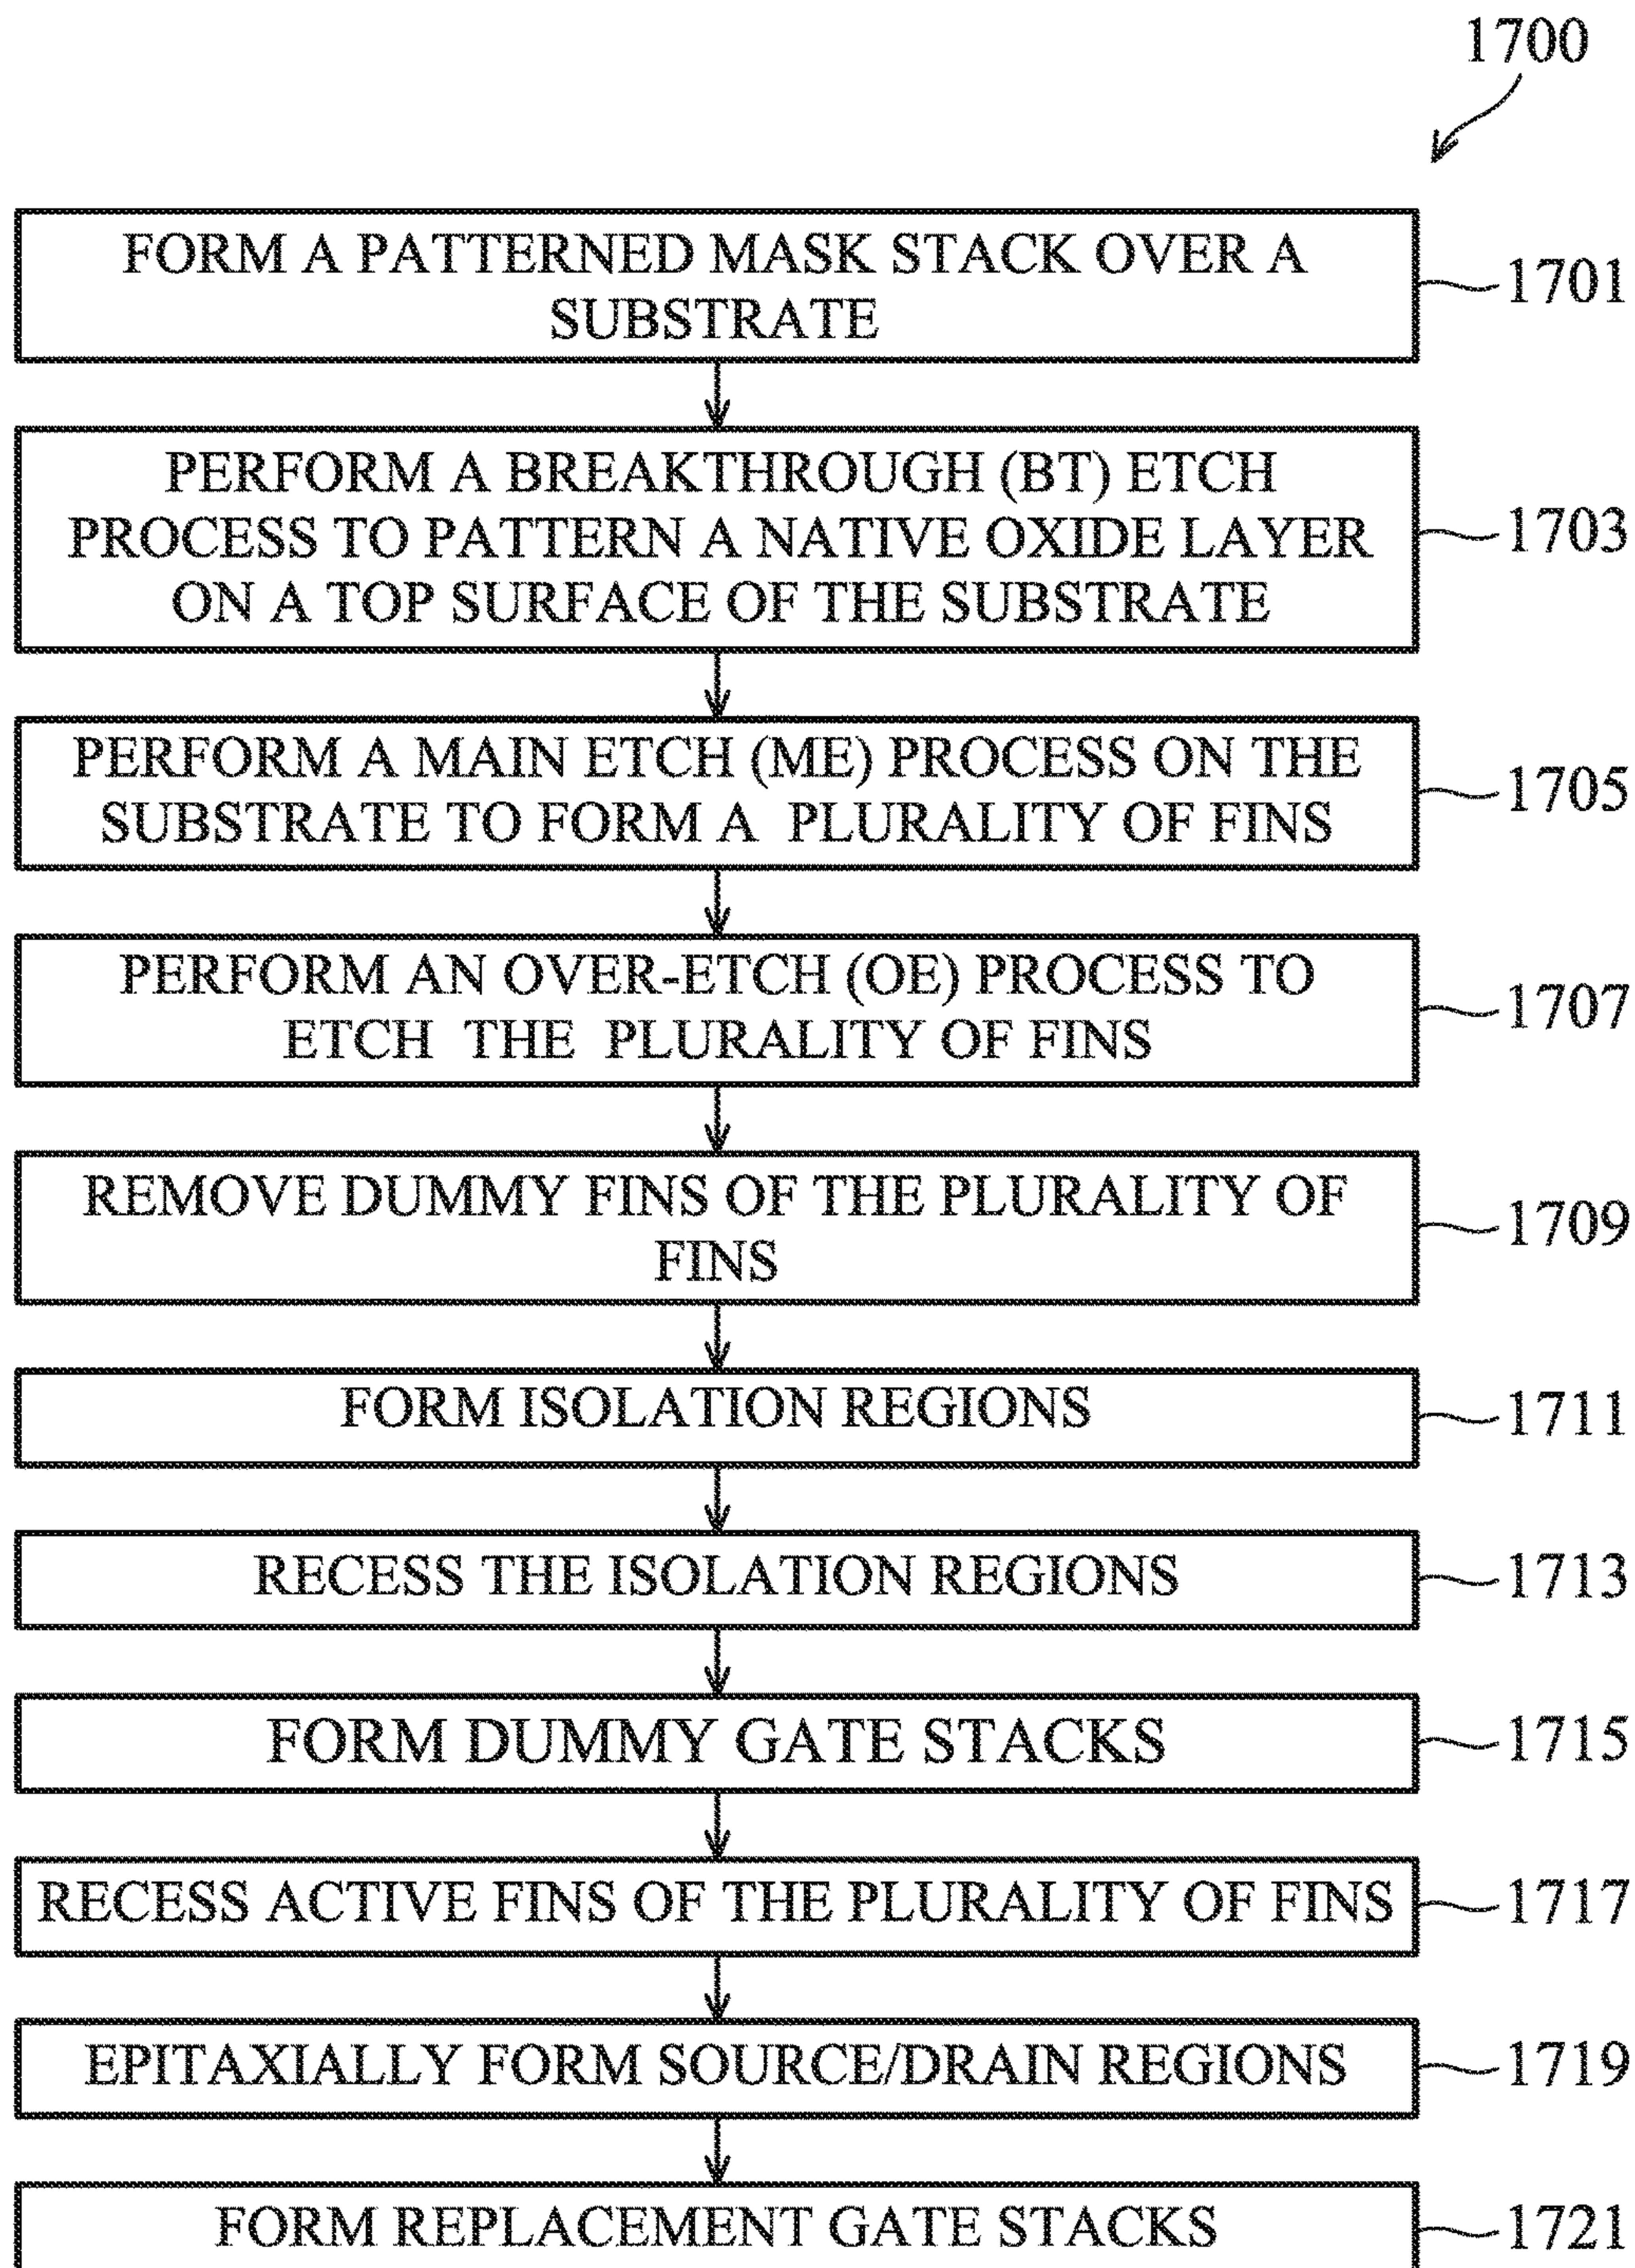 1700
FORM A PATTERNED MASK STACK OVER A
SUBSTRATE
1701
PERFORM A BREAKTHROUGH (BT) ETCH
PROCESS TO PATTERN A NATIVE OXIDE LAYER
ON A TOP SURFACE OF THE SUBSTRATE
1703
PERFORM A MAIN ETCH (ME) PROCESS ON THE
SUBSTRATE TO FORM A PLURALITY OF FINS
1705
PERFORM AN OVER-ETCH (OE) PROCESS TO
ETCH THE PLURALITY OF FINS
1707
REMOVE DUMMY FINS OF THE PLURALITY OF
FINS
1709
FORM ISOLATION REGIONS
1711
RECESS THE ISOLATION REGIONS
1713
FORM DUMMY GATE STACKS
1715
RECESS ACTIVE FINS OF THE PLURALITY OF FINS
1717
EPITAXIALLY FORM SOURCE/DRAIN REGIONS
1719
FORM REPLACEMENT GATE STACKS
1721